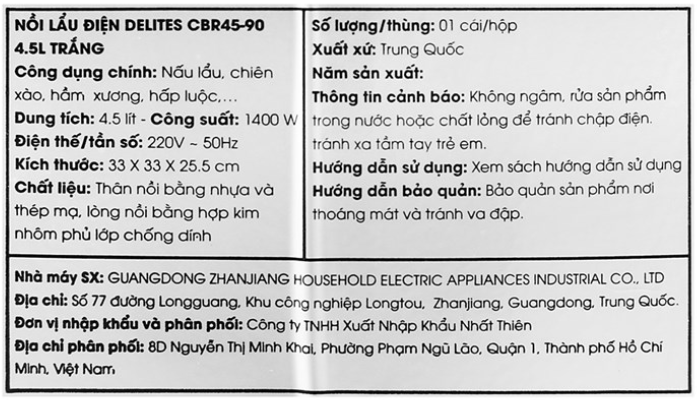 NỒI LẨU ĐIỆN DELITES CBR45-90
4.5L TRẮNG
Công dụng chính: Nấu lẩu, chiên
xào, hầm xương, hấp luộc,...
Dung tích: 4.5 lít - Công suất: 1400 W
Điện thế/tần số: 220V ~ 50Hz
Kích thước: 33 X 33 X 25.5 cm
Chất liệu: Thân nồi bằng nhựa và
thép mạ, lòng nồi bằng hợp kim
nhôm phủ lớp chống dính
Số lượng/thùng: 01 cái/hộp
Xuất xứ: Trung Quốc
Năm sản xuất:
Thông tin cảnh báo: Không ngâm, rửa sản phẩm
trong nước hoặc chất lỏng để tránh chập điện.
tránh xa tầm tay trẻ em.
Hướng dẫn sử dụng: Xem sách hướng dẫn sử dụng
Hướng dẫn bảo quản: Bảo quản sản phẩm nơi
thoáng mát và tránh va đập.
Nhà máy SX: GUANGDONG ZHANJIANG HOUSEHOLD ELECTRIC APPLIANCES INDUSTRIAL CO., LTD
Địa chỉ: Số 77 đường Longguang, Khu công nghiệp Longtou, Zhanjiang, Guangdong, Trung Quốc.
Đơn vị nhập khẩu và phân phối: Công ty TNHH Xuất Nhập Khẩu Nhất Thiên
Địa chỉ phân phối: 8D Nguyễn Thị Minh Khai, Phường Phạm Ngũ Lão, Quận 1, Thành phố Hồ Chí
Minh, Việt Nam